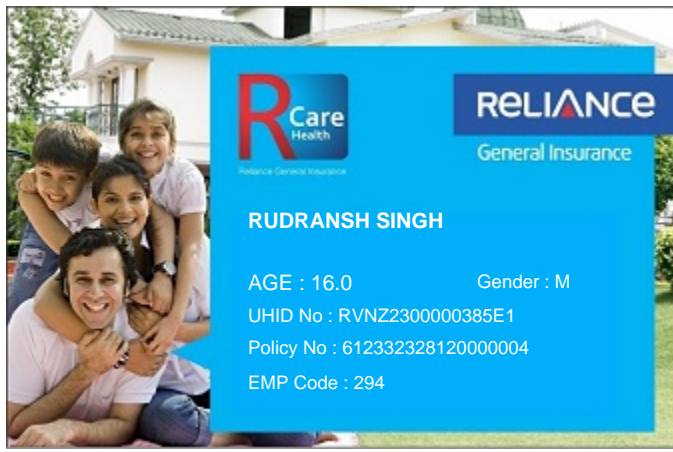 R Care
Health
Reliance General Insurance
RELIANCE
General Insurance
RUDRANSH SINGH
AGE : 16.0 Gender : M
UHID No : RVNZ2300000385E1
Policy No : 612332328120000004
EMP Code : 294